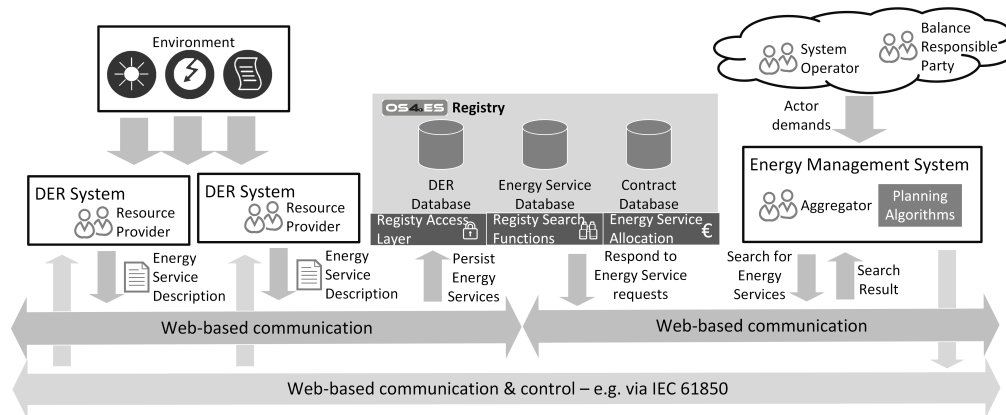 Environment
System
Operator
Balance
Responsible
Party
OS4ES Registry
DER
Database
Energy Service
Database
Contract
Database
Registy Access
Layer
Registy Search
Functions
Energy Service
Allocation
€
Actor
demands
Energy Management System
Aggregator
Planning
Algorithms
DER System
Resource
Provider
DER System
Resource
Provider
Energy
Service
Description
Energy
Service
Description
Persist
Energy
Services
Respond to
Energy Service
requests
Search for
Energy
Services
Search
Result
Web-based communication
Web-based communication
Web-based communication & control – e.g. via IEC 61850